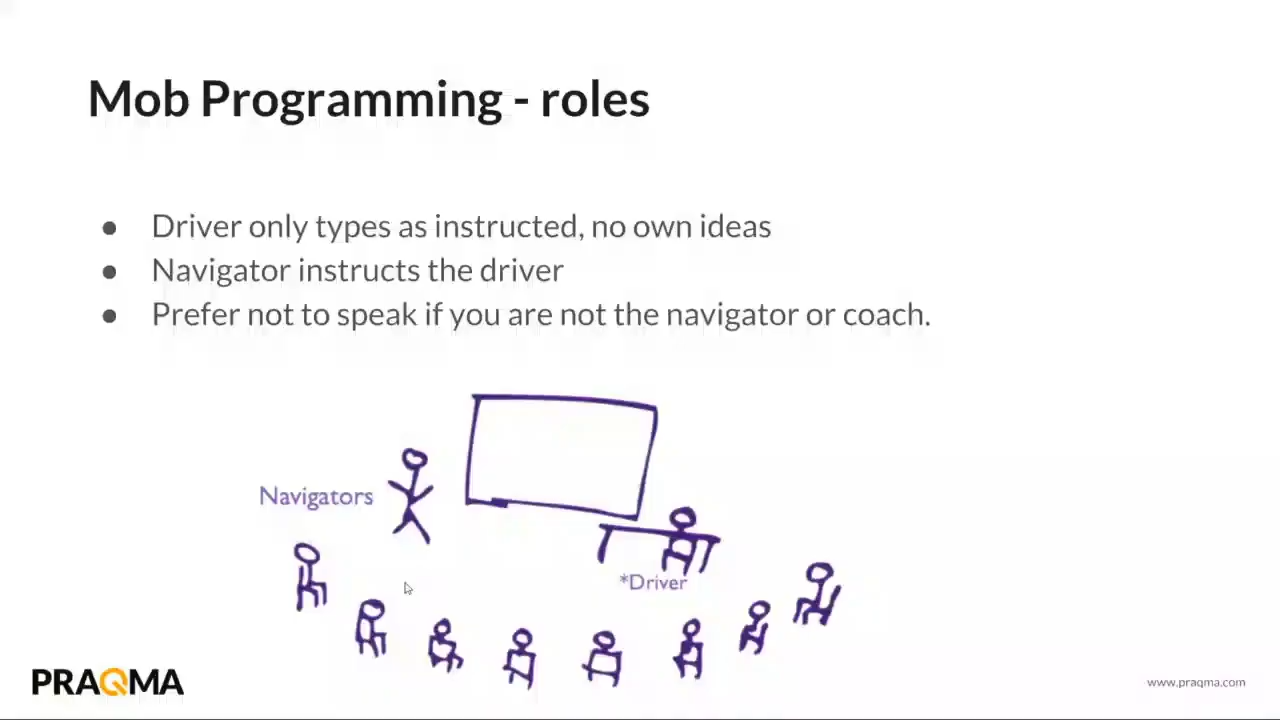 Mob Programming - roles
● Driver only types as instructed, no own ideas
● Navigator instructs the driver
● Prefer not to speak if you are not the navigator or coach.
Navigators
*Driver
PRAQMA
www.praqma.com